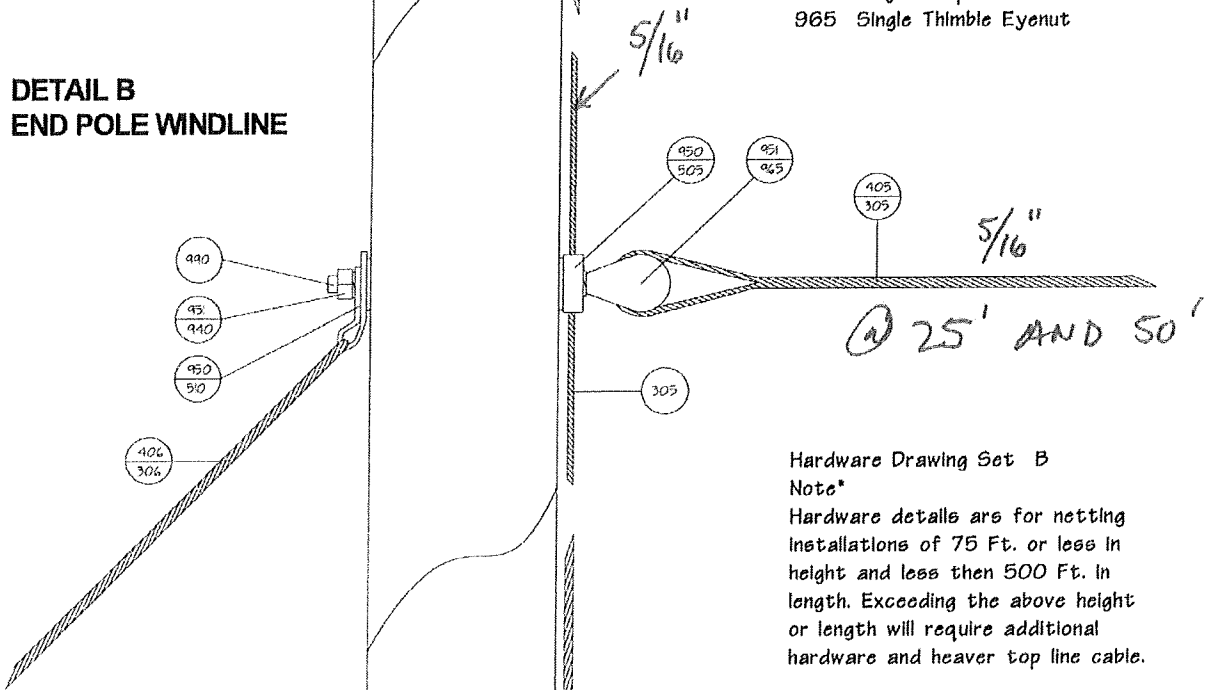 965 Single Thimble Eyenut
5/16"
DETAIL B
END POLE WINDLINE
950
505
951
965
405
305
5/16"
990
951
940
@ 25' AND 50'
950
510
305
406
306
Hardware Drawing Set B
Note*
Hardware details are for netting
installations of 75 Ft. or less in
height and less then 500 Ft. in
length. Exceeding the above height
or length will require additional
hardware and heaver top line cable.